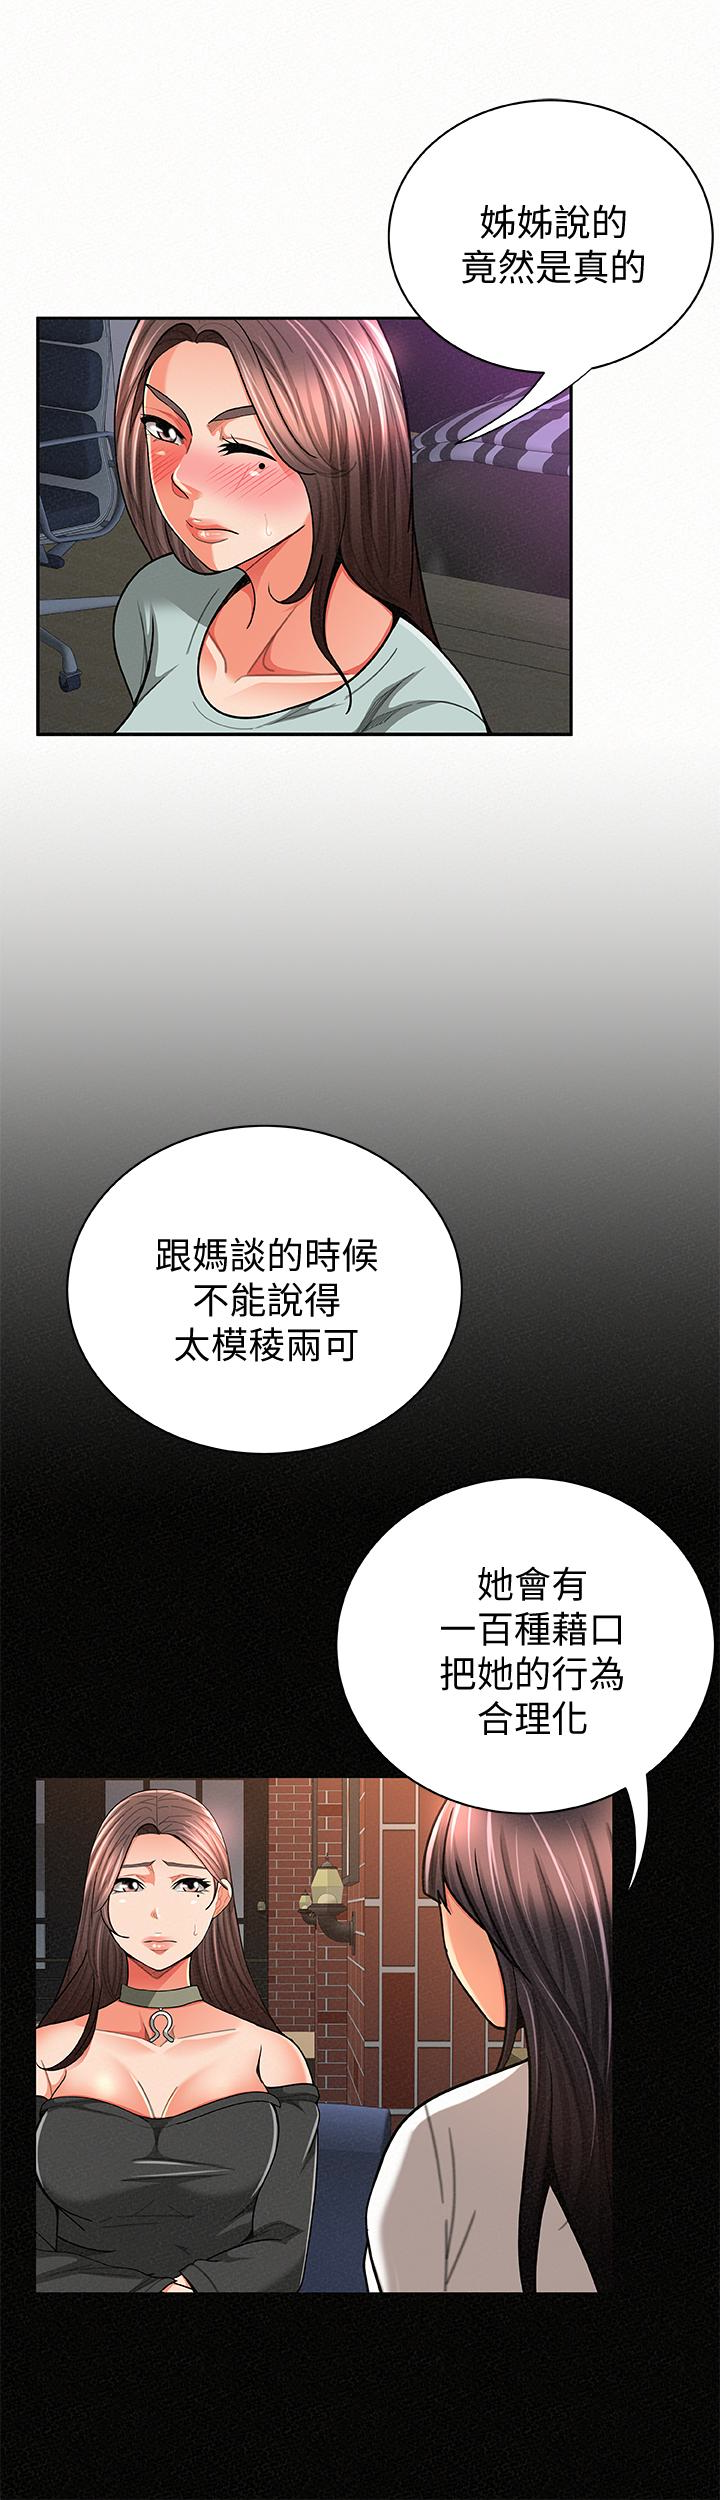 姊姊說的
竟然是真的
跟媽談的時候
不能說得
太模稜兩可
她會有
一百種藉口
把她的行為
合理化